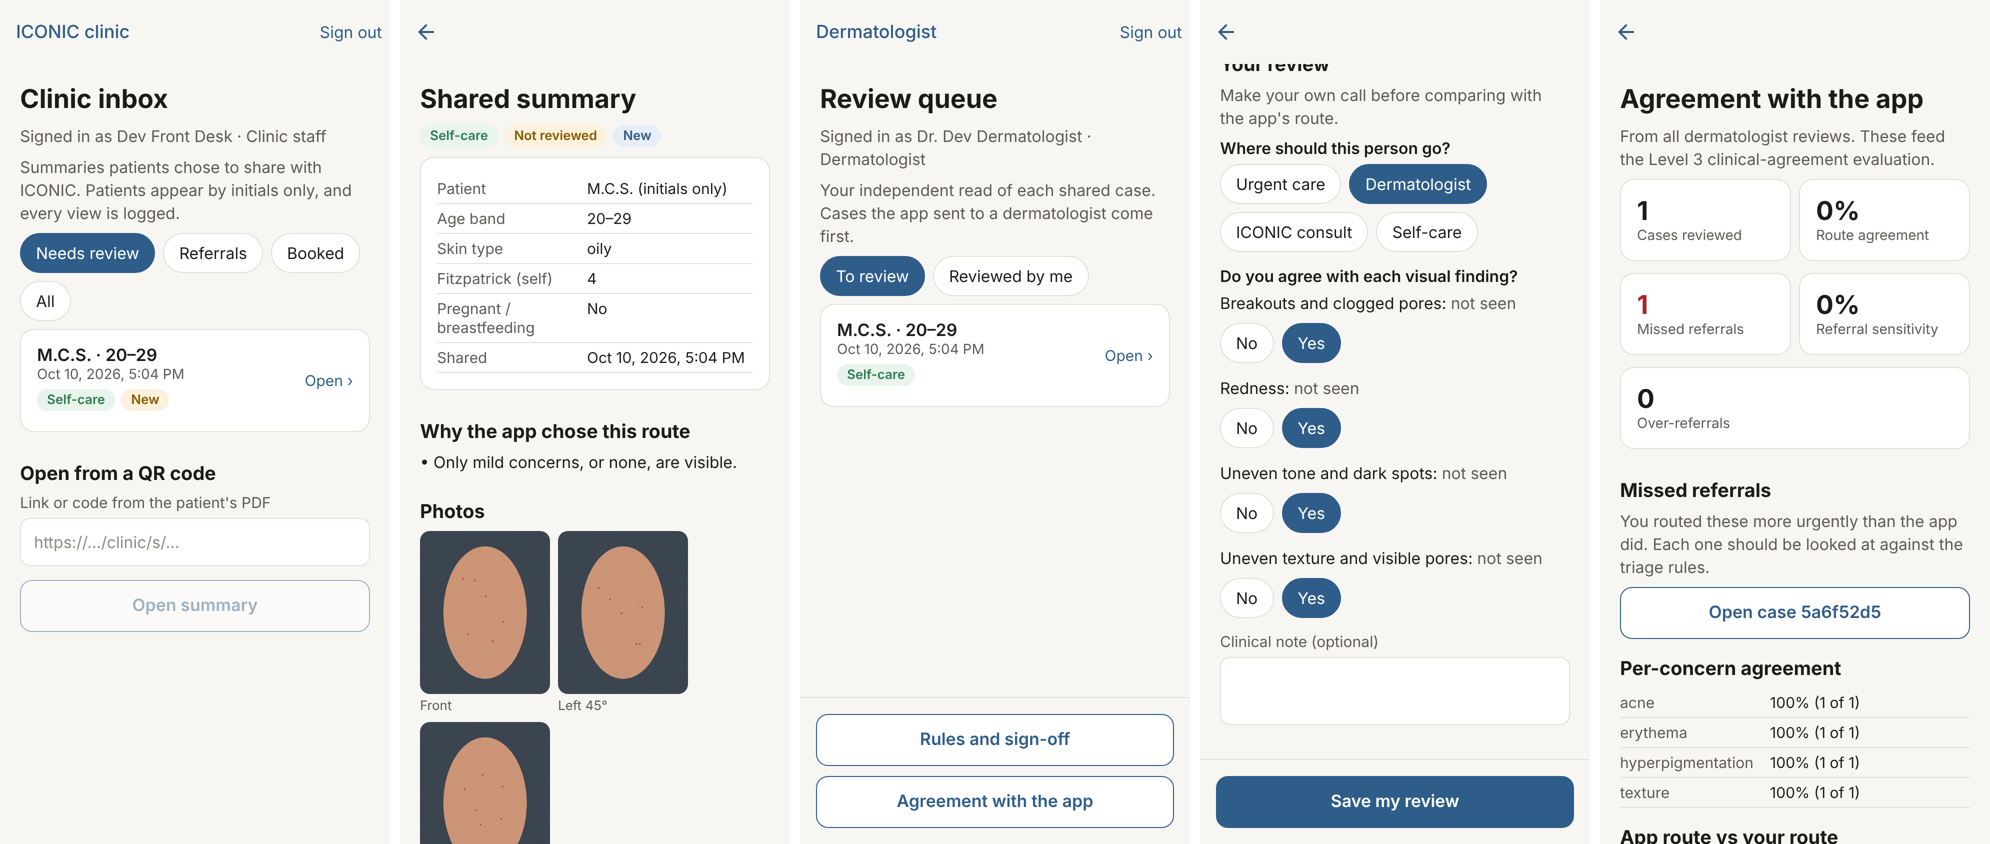 ICONIC clinic
Sign out
Clinic inbox
Signed in as Dev Front Desk · Clinic staff
Summaries patients chose to share with
ICONIC. Patients appear by initials only, and
every view is logged.
Needs review
Referrals
Booked
All
M.C.S. · 20–29
Oct 10, 2026, 5:04 PM
Self-care
New
Open ›
Open from a QR code
Link or code from the patient's PDF
https://.../clinic/s/...
Open summary
←
Shared summary
Self-care
Not reviewed
New
Patient M.C.S. (initials only)
Age band 20–29
Skin type oily
Fitzpatrick (self) 4
Pregnant / No
breastfeeding
Shared Oct 10, 2026, 5:04 PM
Why the app chose this route
• Only mild concerns, or none, are visible.
Photos
Front
Left 45°
Dermatologist
Sign out
Review queue
Signed in as Dr. Dev Dermatologist ·
Dermatologist
Your independent read of each shared case.
Cases the app sent to a dermatologist come
first.
To review
Reviewed by me
M.C.S. · 20–29
Oct 10, 2026, 5:04 PM
Self-care
Open ›
Rules and sign-off
Agreement with the app
←
Your review
Make your own call before comparing with
the app's route.
Where should this person go?
Urgent care
Dermatologist
ICONIC consult
Self-care
Do you agree with each visual finding?
Breakouts and clogged pores: not seen
No
Yes
Redness: not seen
No
Yes
Uneven tone and dark spots: not seen
No
Yes
Uneven texture and visible pores: not seen
No
Yes
Clinical note (optional)
Save my review
←
Agreement with the app
From all dermatologist reviews. These feed
the Level 3 clinical-agreement evaluation.
1
Cases reviewed
0%
Route agreement
1
Missed referrals
0%
Referral sensitivity
0
Over-referrals
Missed referrals
You routed these more urgently than the app
did. Each one should be looked at against the
triage rules.
Open case 5a6f52d5
Per-concern agreement
acne 100% (1 of 1)
erythema 100% (1 of 1)
hyperpigmentation 100% (1 of 1)
texture 100% (1 of 1)
App route vs your route